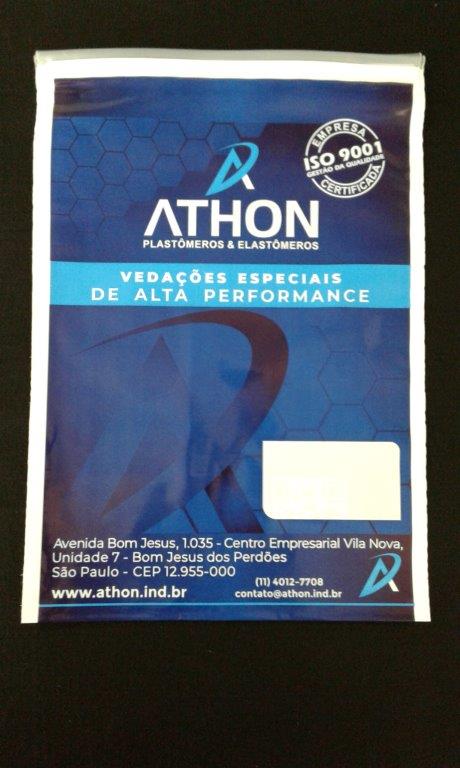 EMPRESA
ISO 9001
GESTÃO DA QUALIDADE
CERTIFICADA
ATHON
PLASTÔMEROS & ELASTÔMEROS
VEDAÇÕES ESPECIAIS
DE ALTA PERFORMANCE
Avenida Bom Jesus, 1.035 - Centro Empresarial Vila Nova,
Unidade 7 - Bom Jesus dos Perdões
São Paulo - CEP 12.955-000
(11) 4012-7708
www.athon.ind.br
contato@athon.ind.br